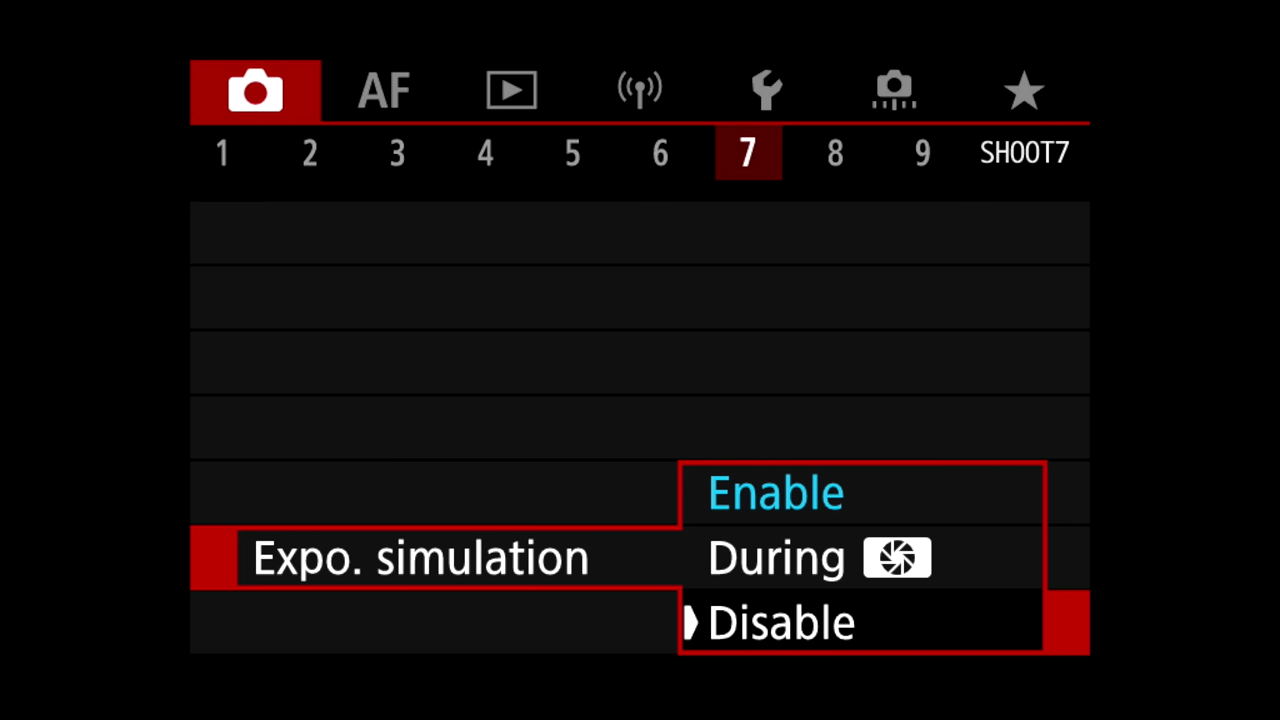 AF
1 2 3 4 5 6 7 8 9 SHOOT7
Enable
Expo. simulation During
Disable